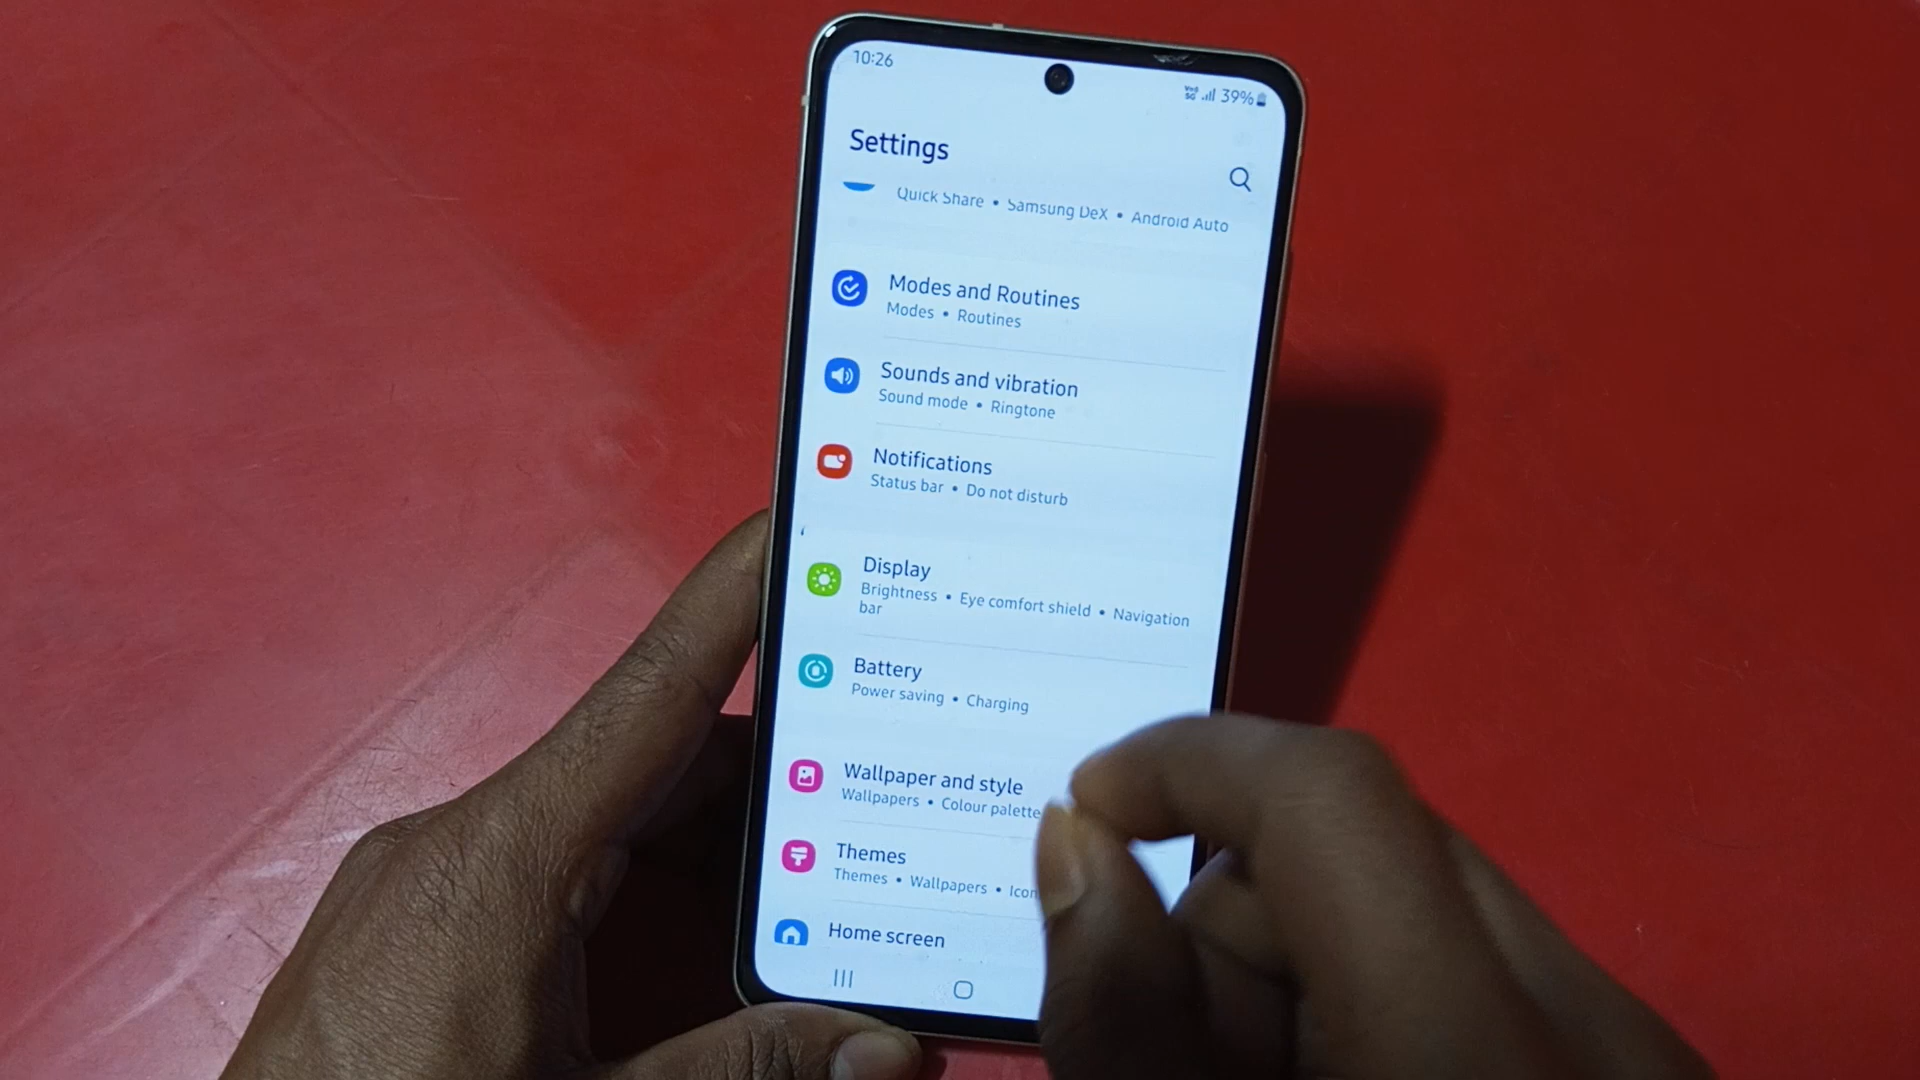 10:26
39%
Settings
Quick Share • Samsung DeX • Android Auto
Modes and Routines
Modes • Routines
Sounds and vibration
Sound mode • Ringtone
Notifications
Status bar • Do not disturb
Display
Brightness • Eye comfort shield • Navigation
bar
Battery
Power saving • Charging
Wallpaper and style
Wallpapers • Colour palette
Themes
Themes • Wallpapers • Icon
Home screen